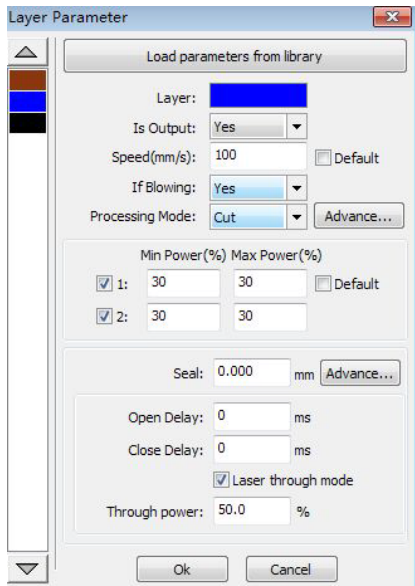 Layer Parameter
Load parameters from library
Layer:
Is Output: Yes
Speed(mm/s): 100 Default
If Blowing: Yes
Processing Mode: Cut Advance...
Min Power(%) Max Power(%)
1: 30 30 Default
2: 30 30
Seal: 0.000 mm Advance...
Open Delay: 0 ms
Close Delay: 0 ms
Laser through mode
Through power: 50.0 %
Ok Cancel